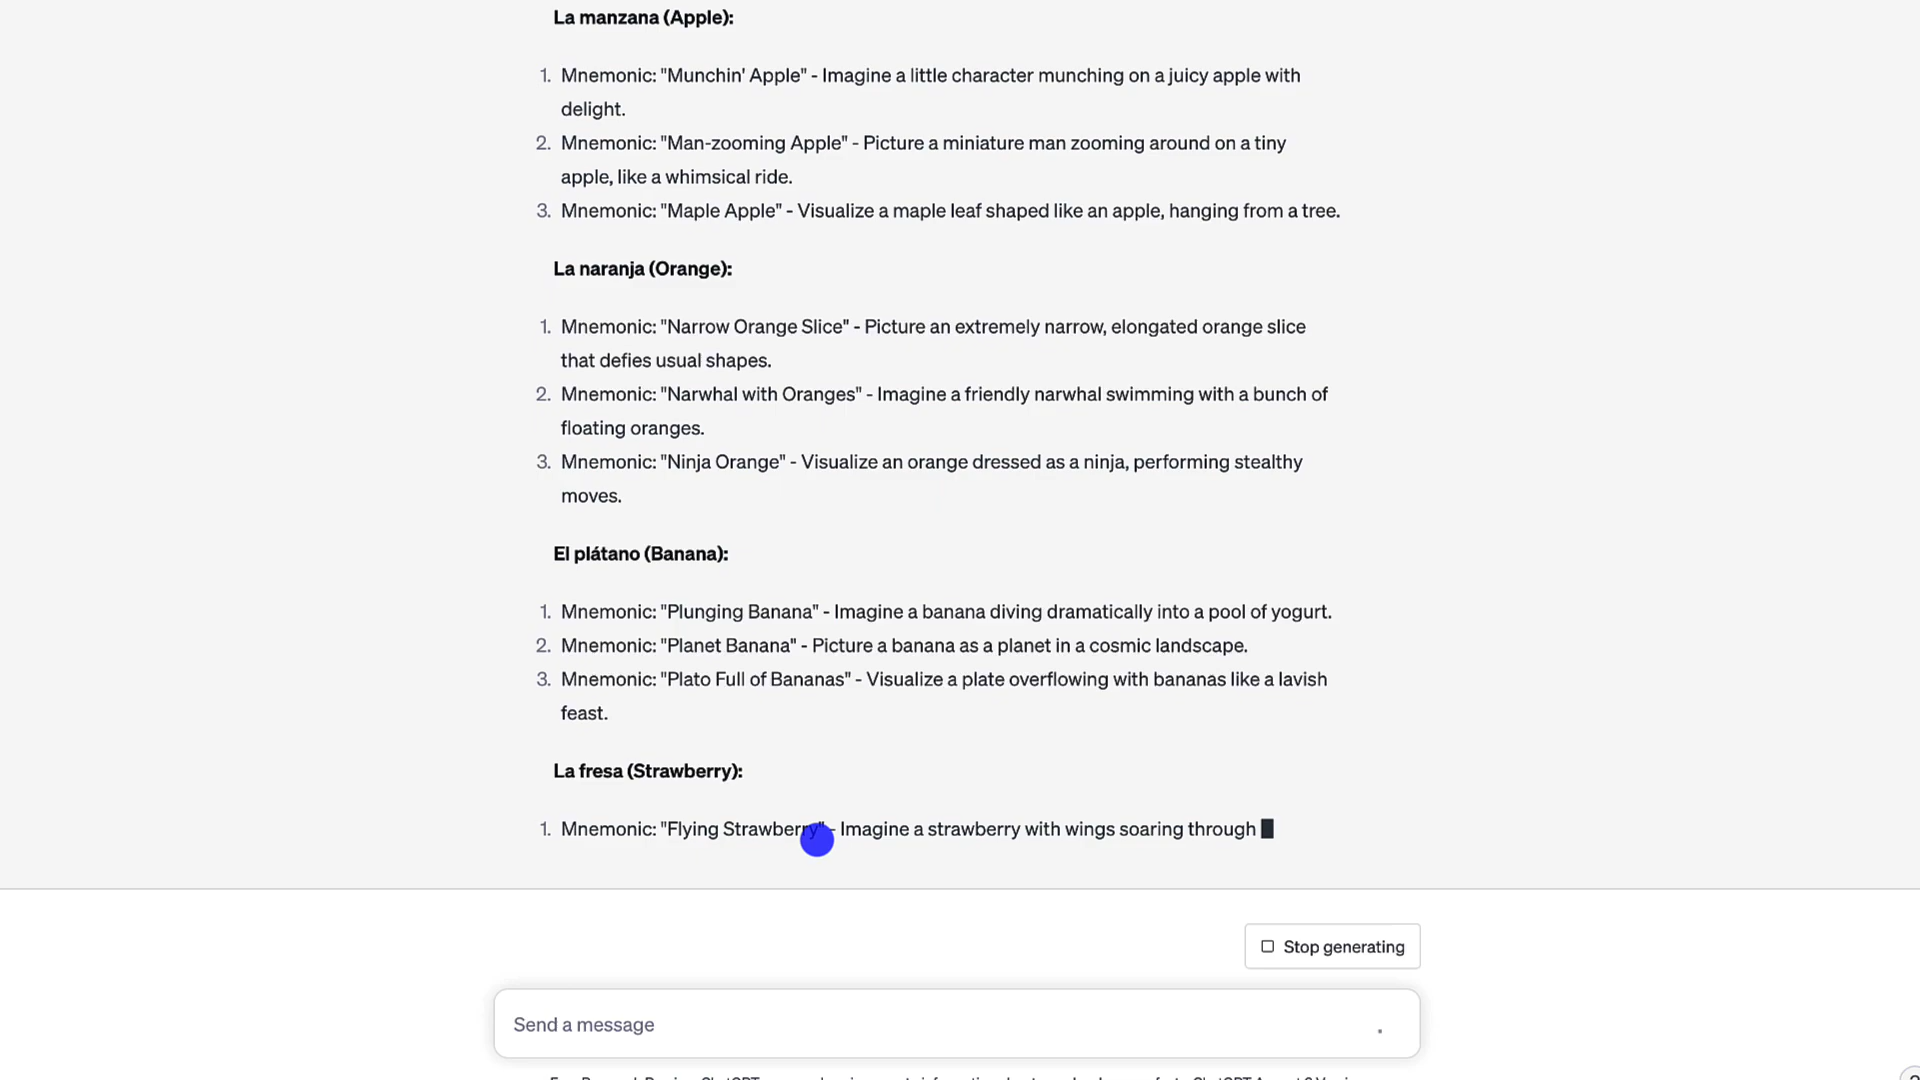 La manzana (Apple):
1. Mnemonic: "Munchin' Apple" - Imagine a little character munching on a juicy apple with
delight.
2. Mnemonic: "Man-zooming Apple" - Picture a miniature man zooming around on a tiny
apple, like a whimsical ride.
3. Mnemonic: "Maple Apple" - Visualize a maple leaf shaped like an apple, hanging from a tree.
La naranja (Orange):
1. Mnemonic: "Narrow Orange Slice" - Picture an extremely narrow, elongated orange slice
that defies usual shapes.
2. Mnemonic: "Narwhal with Oranges" - Imagine a friendly narwhal swimming with a bunch of
floating oranges.
3. Mnemonic: "Ninja Orange" - Visualize an orange dressed as a ninja, performing stealthy
moves.
El plátano (Banana):
1. Mnemonic: "Plunging Banana" - Imagine a banana diving dramatically into a pool of yogurt.
2. Mnemonic: "Planet Banana" - Picture a banana as a planet in a cosmic landscape.
3. Mnemonic: "Plato Full of Bananas" - Visualize a plate overflowing with bananas like a lavish
feast.
La fresa (Strawberry):
1. Mnemonic: "Flying Strawberry" - Imagine a strawberry with wings soaring through
Stop generating
Send a message